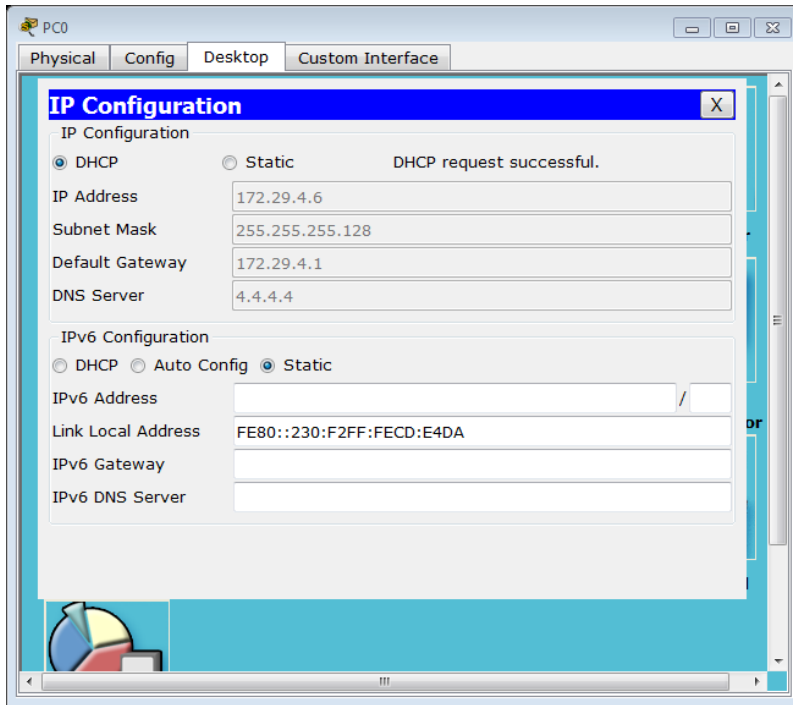 PC0
Physical Config Desktop Custom Interface
IP Configuration X
IP Configuration
DHCP Static DHCP request successful.
IP Address 172.29.4.6
Subnet Mask 255.255.255.128
Default Gateway 172.29.4.1
DNS Server 4.4.4.4
IPv6 Configuration
DHCP Auto Config Static
IPv6 Address /
Link Local Address FE80::230:F2FF:FECD:E4DA
or
IPv6 Gateway
IPv6 DNS Server